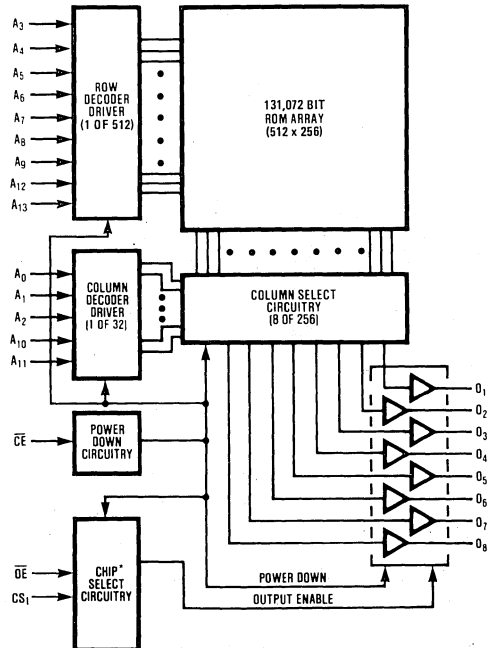 A3
A4
A5
A6
A7
A8
A9
A12
A13
ROW
DECODER
DRIVER
(1 OF 512)
131,072 BIT
ROM ARRAY
(512 x 256)
A0
A1
A2
A10
A11
COLUMN
DECODER
DRIVER
(1 OF 32)
COLUMN SELECT
CIRCUITRY
(8 OF 256)
O1
O2
O3
O4
O5
O6
O7
O8
C̅E̅
POWER
DOWN
CIRCUITRY
O̅E̅
CS1
CHIP*
SELECT
CIRCUITRY
POWER DOWN
OUTPUT ENABLE